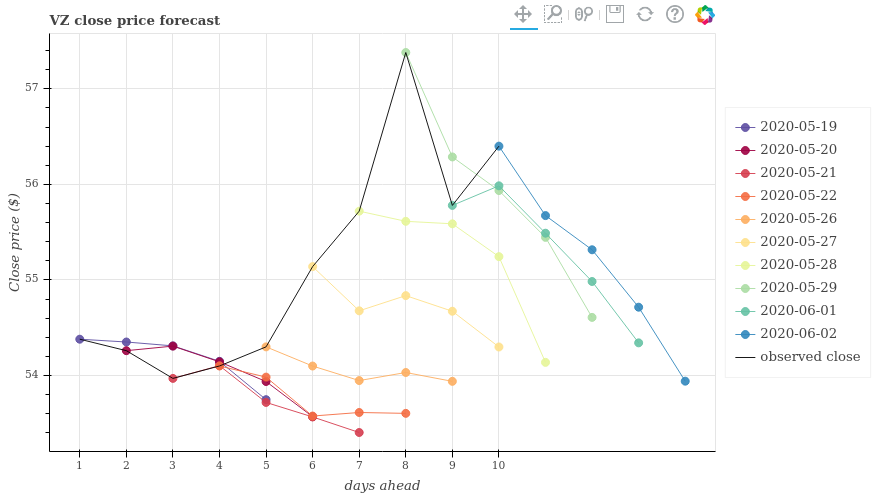 VZ close price forecast
57
56
55
54
Close price ($)
1 2 3 4 5 6 7 8 9 10
days ahead
2020-05-19
2020-05-20
2020-05-21
2020-05-22
2020-05-26
2020-05-27
2020-05-28
2020-05-29
2020-06-01
2020-06-02
observed close